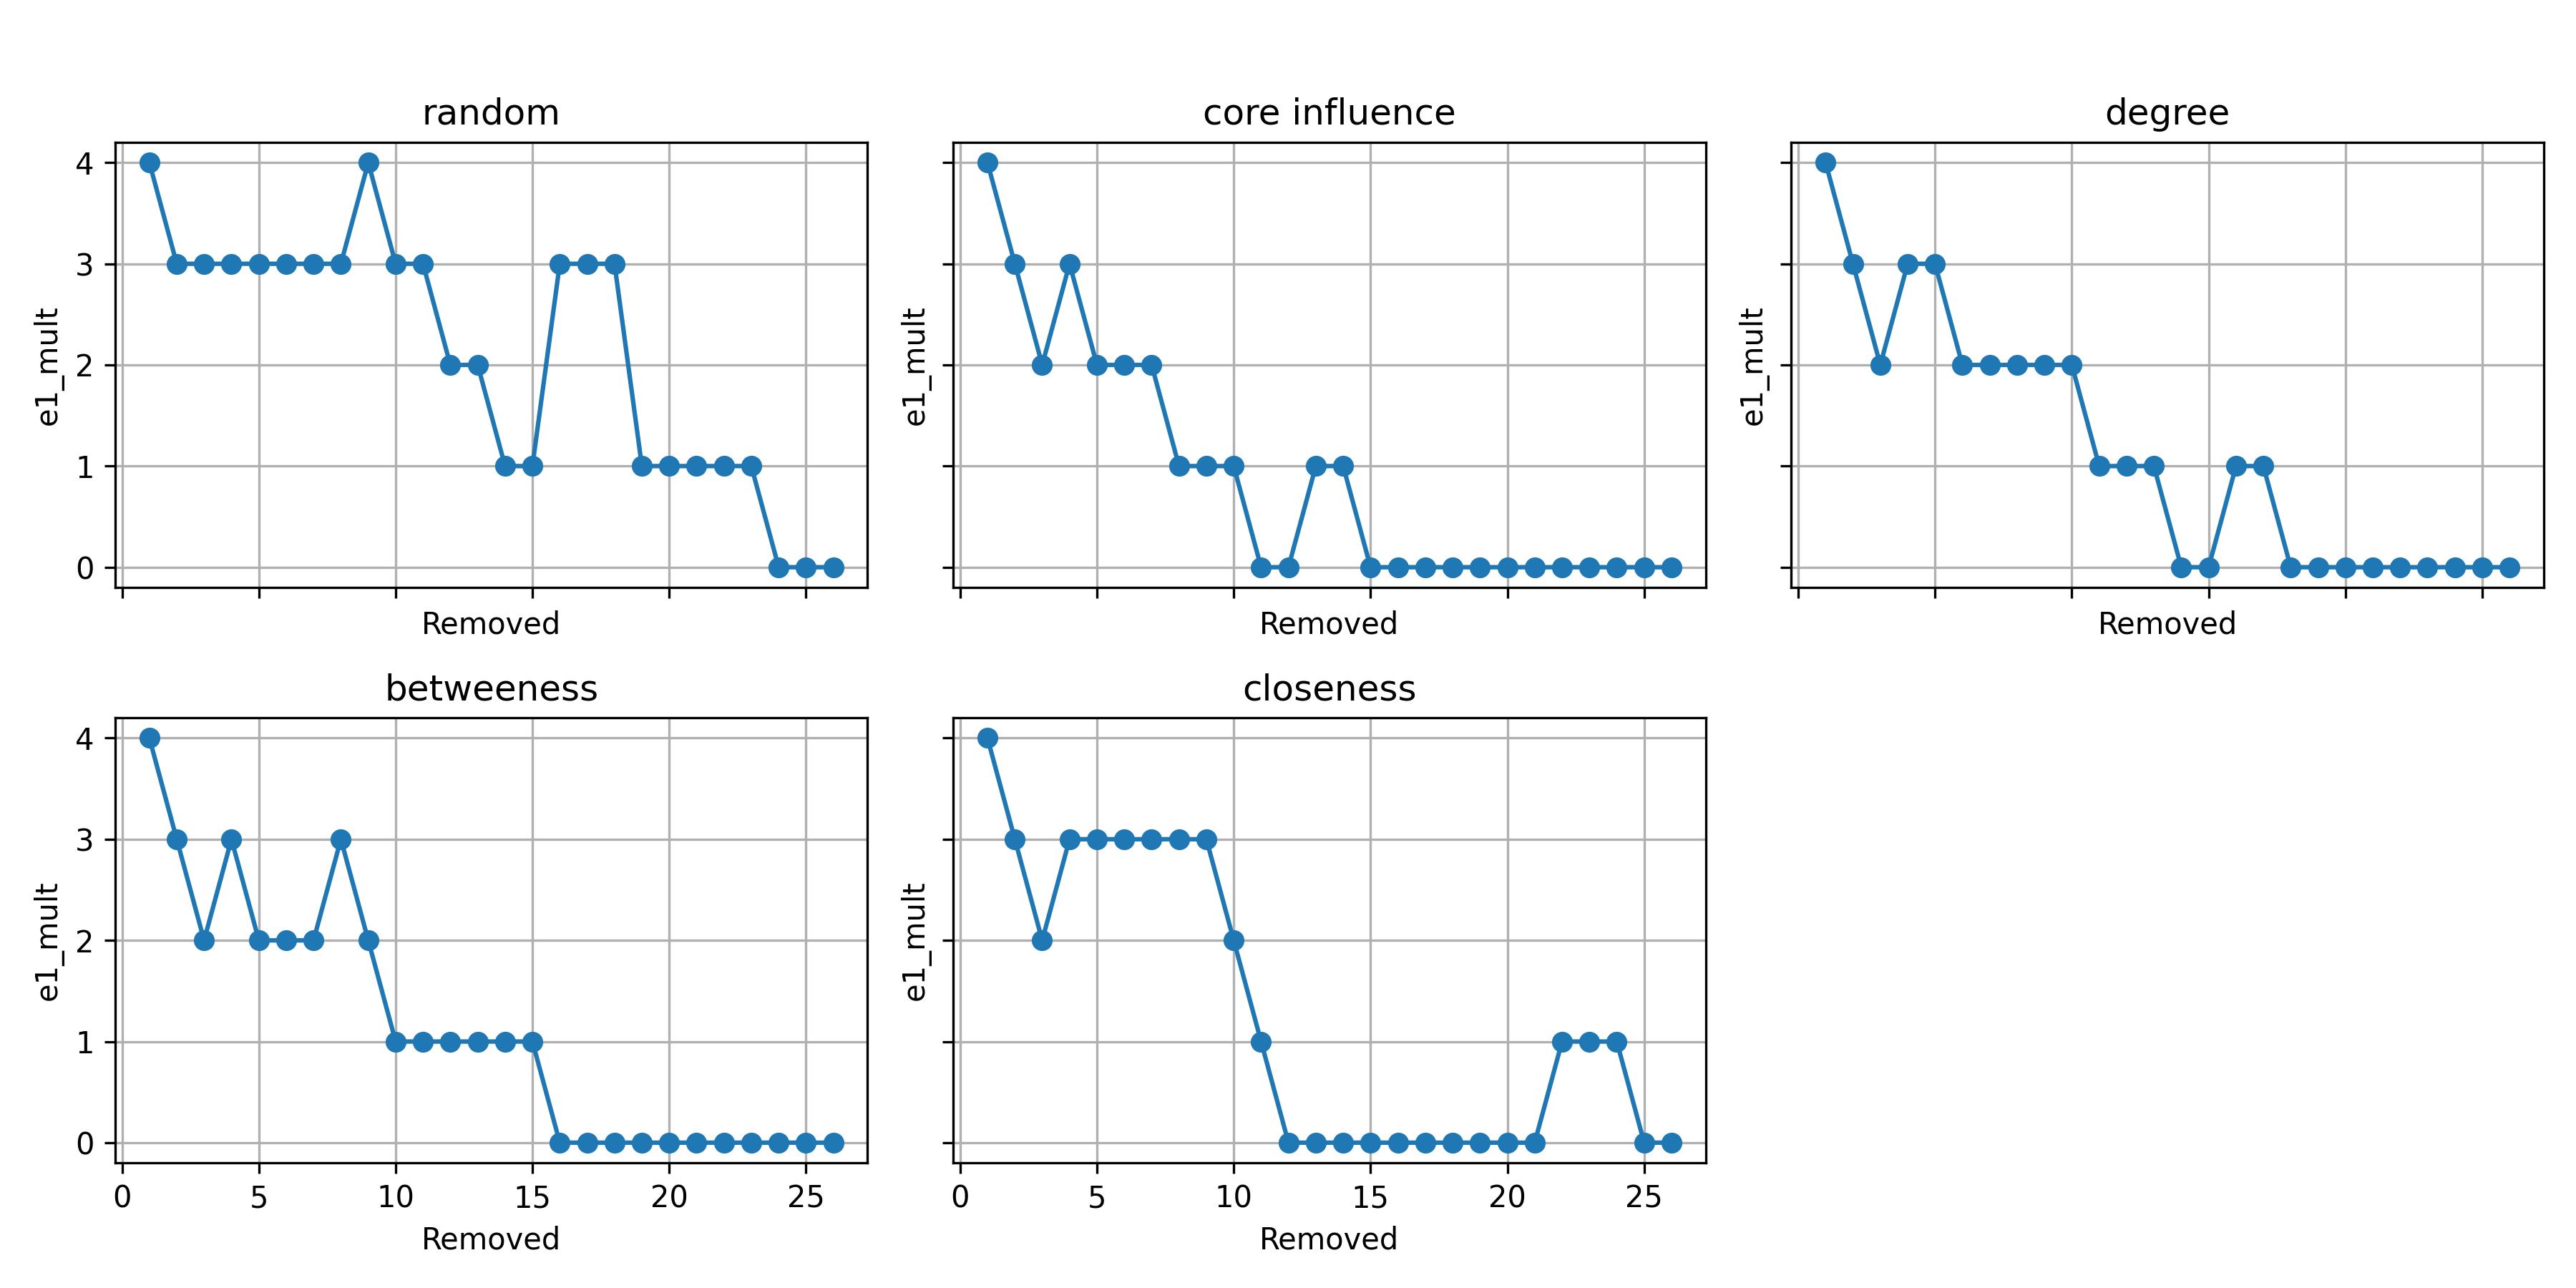 random
core influence
degree
4
3
2
1
0
e1_mult
e1_mult
e1_mult
Removed
Removed
Removed
betweeness
closeness
4
3
2
1
0
e1_mult
e1_mult
0 5 10 15 20 25
0 5 10 15 20 25
Removed
Removed